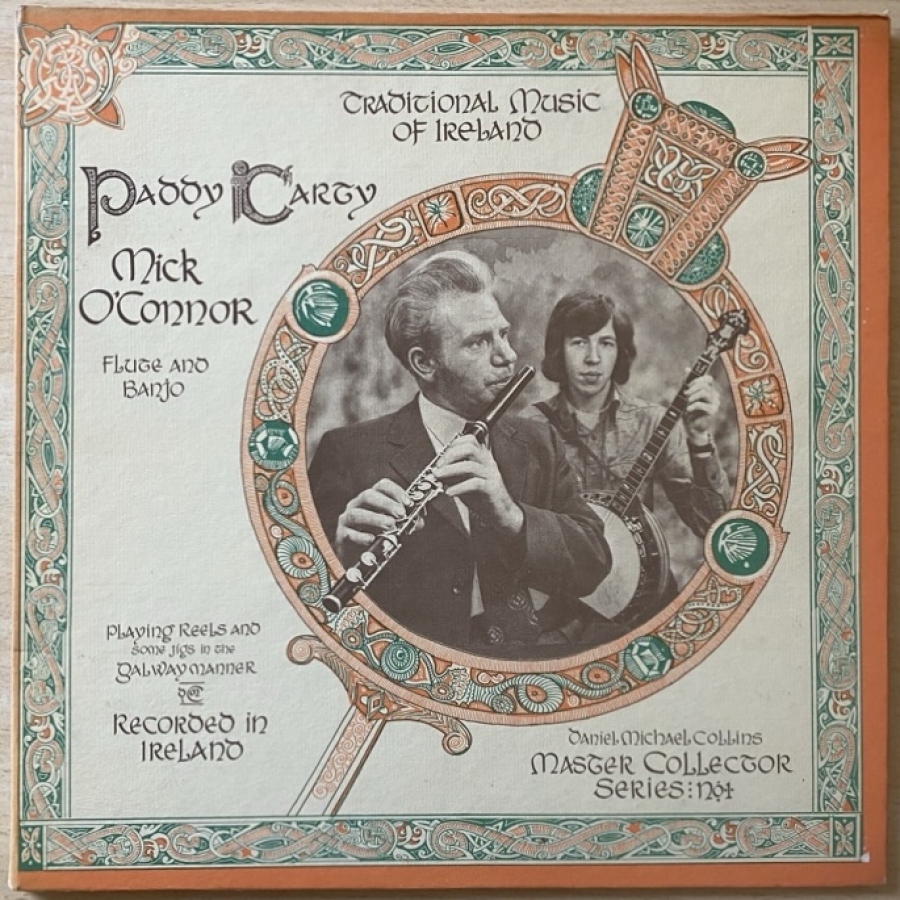 Traditional Music
of Ireland
Paddy Carty
Mick
O'Connor
Flute and
Banjo
Playing Reels and
some jigs in the
Galway manner
Recorded in
Ireland
Daniel Michael Collins
Master Collector
Series: No1